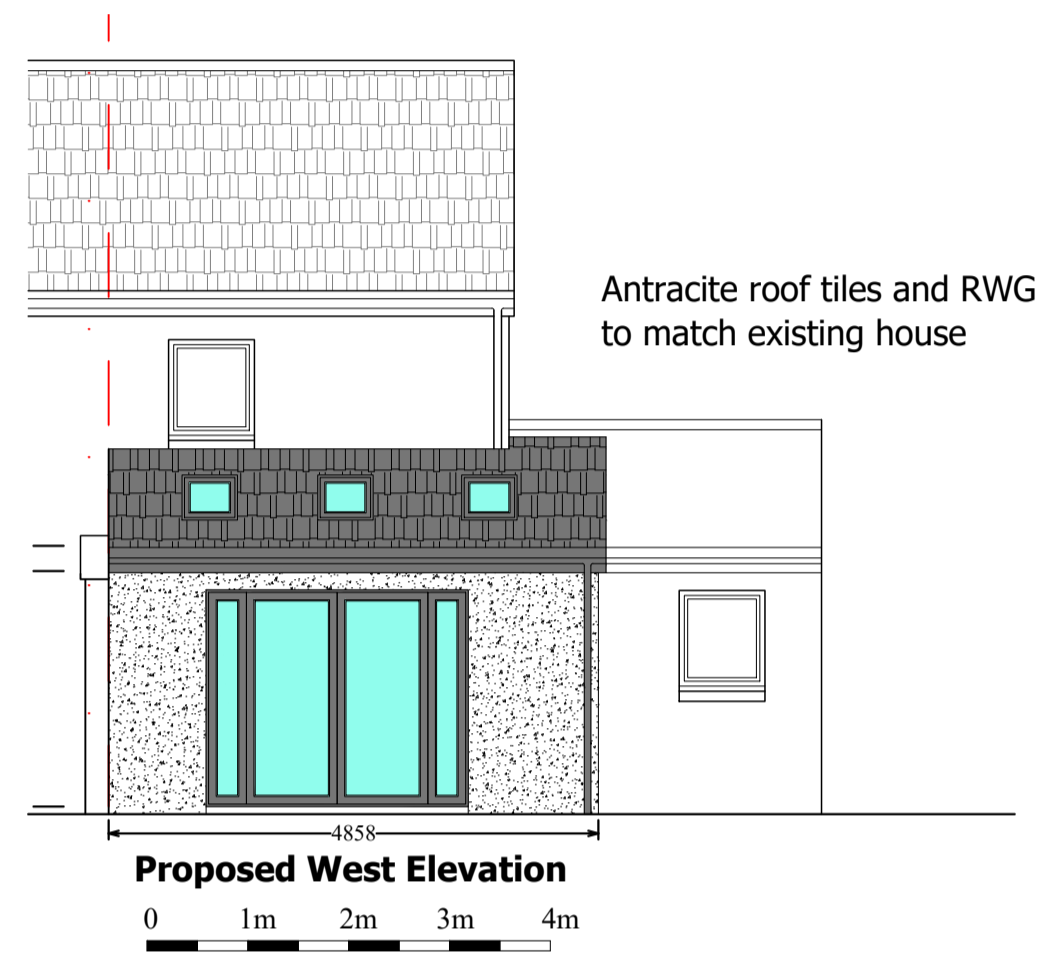 Antracite roof tiles and RWG
to match existing house
4858
Proposed West Elevation
0 1m 2m 3m 4m